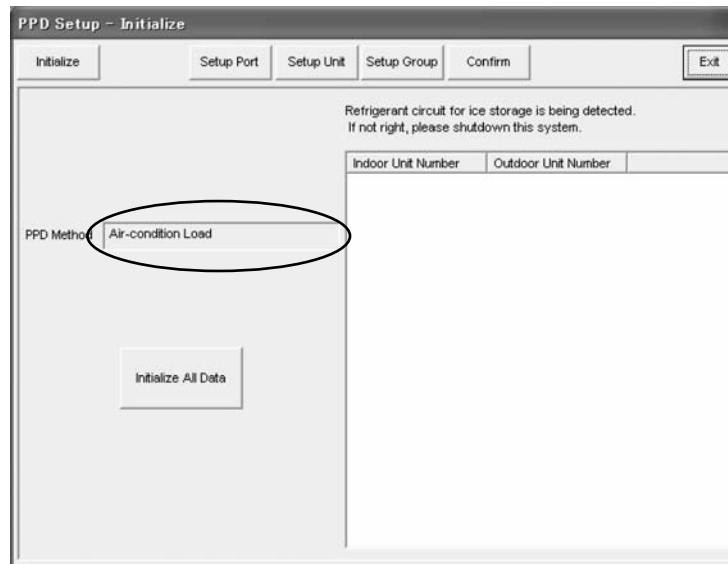 PPD Setup - Initialize
Initialize Setup Port Setup Unit Setup Group Confirm Exit
Refrigerant circuit for ice storage is being detected.
If not right, please shutdown this system.
Indoor Unit Number Outdoor Unit Number
PPD Method Air-condition Load
Initialize All Data